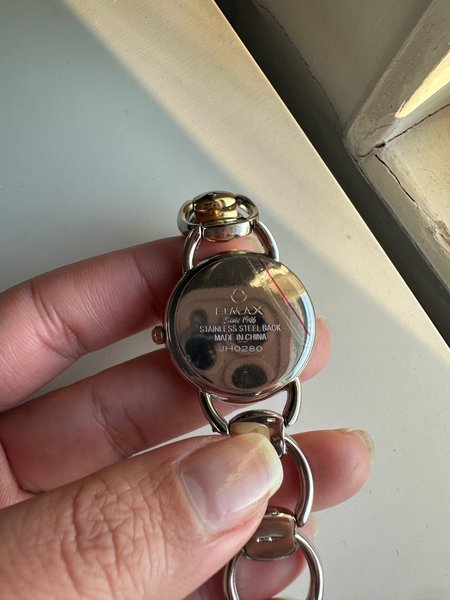 OMAX
Since 1946
STAINLESS STEEL BACK
MADE IN CHINA
JH0280